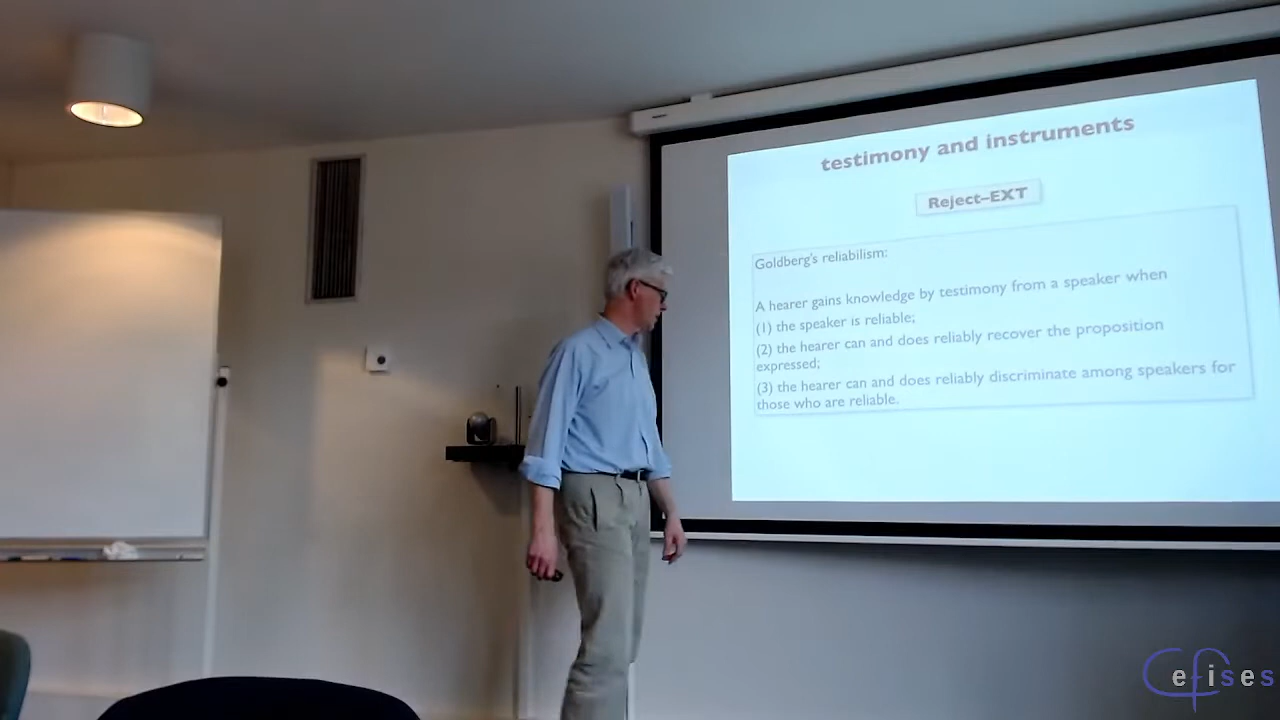 testimony and instruments
Reject–EXT
Goldberg's reliabilism:
A hearer gains knowledge by testimony from a speaker when
(1) the speaker is reliable;
(2) the hearer can and does reliably recover the proposition
expressed;
(3) the hearer can and does reliably discriminate among speakers for
those who are reliable.
Cefises